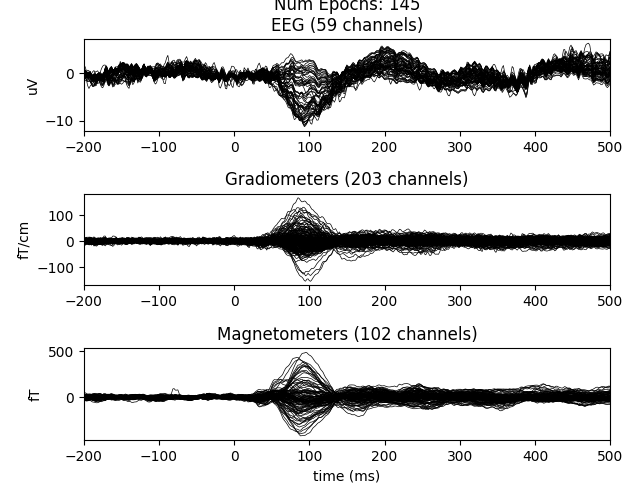 Num Epochs: 145
EEG (59 channels)
uV
0
−10
−200 −100 0 100 200 300 400 500
Gradiometers (203 channels)
fT/cm
100
0
−100
−200 −100 0 100 200 300 400 500
Magnetometers (102 channels)
fT
500
0
−200 −100 0 100 200 300 400 500
time (ms)